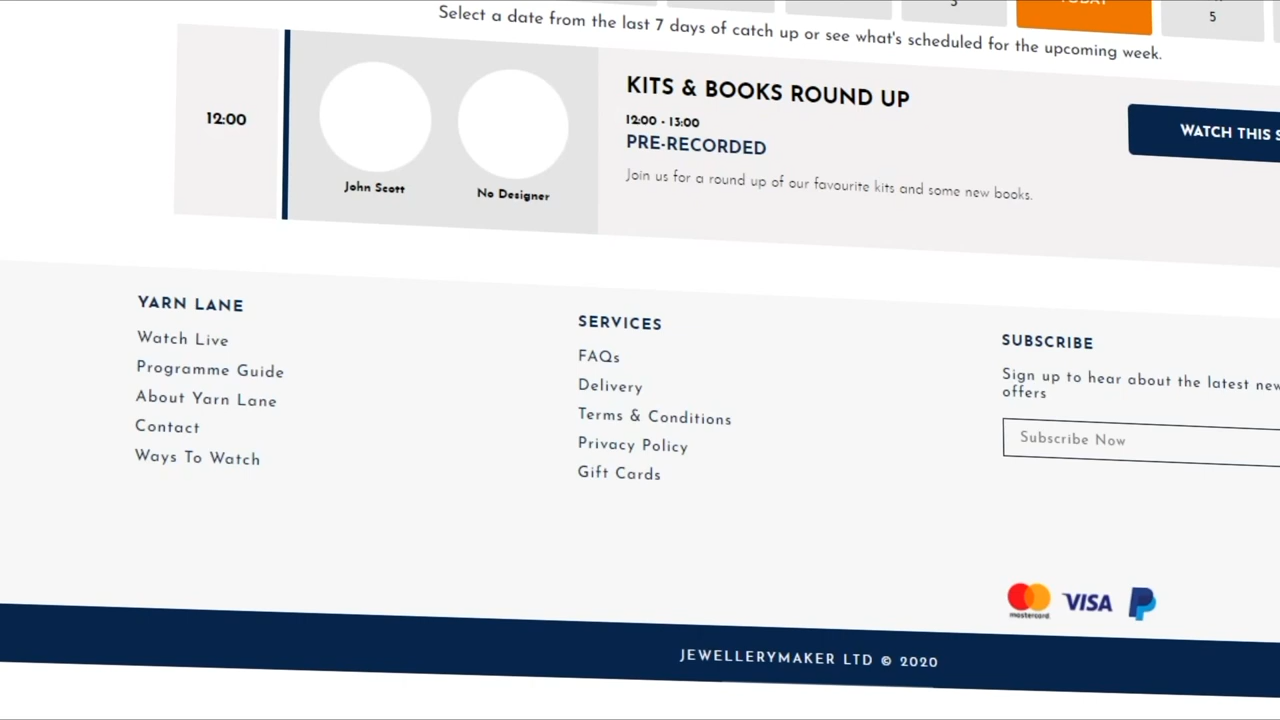 TODAY
5
Select a date from the last 7 days of catch up or see what's scheduled for the upcoming week.
12:00
John Scott
No Designer
KITS & BOOKS ROUND UP
12:00 - 13:00
PRE-RECORDED
Join us for a round up of our favourite kits and some new books.
WATCH THIS
YARN LANE
Watch Live
Programme Guide
About Yarn Lane
Contact
Ways To Watch
SERVICES
FAQs
Delivery
Terms & Conditions
Privacy Policy
Gift Cards
SUBSCRIBE
Sign up to hear about the latest
offers
Subscribe Now
mastercard
VISA
JEWELLERYMAKER LTD © 2020